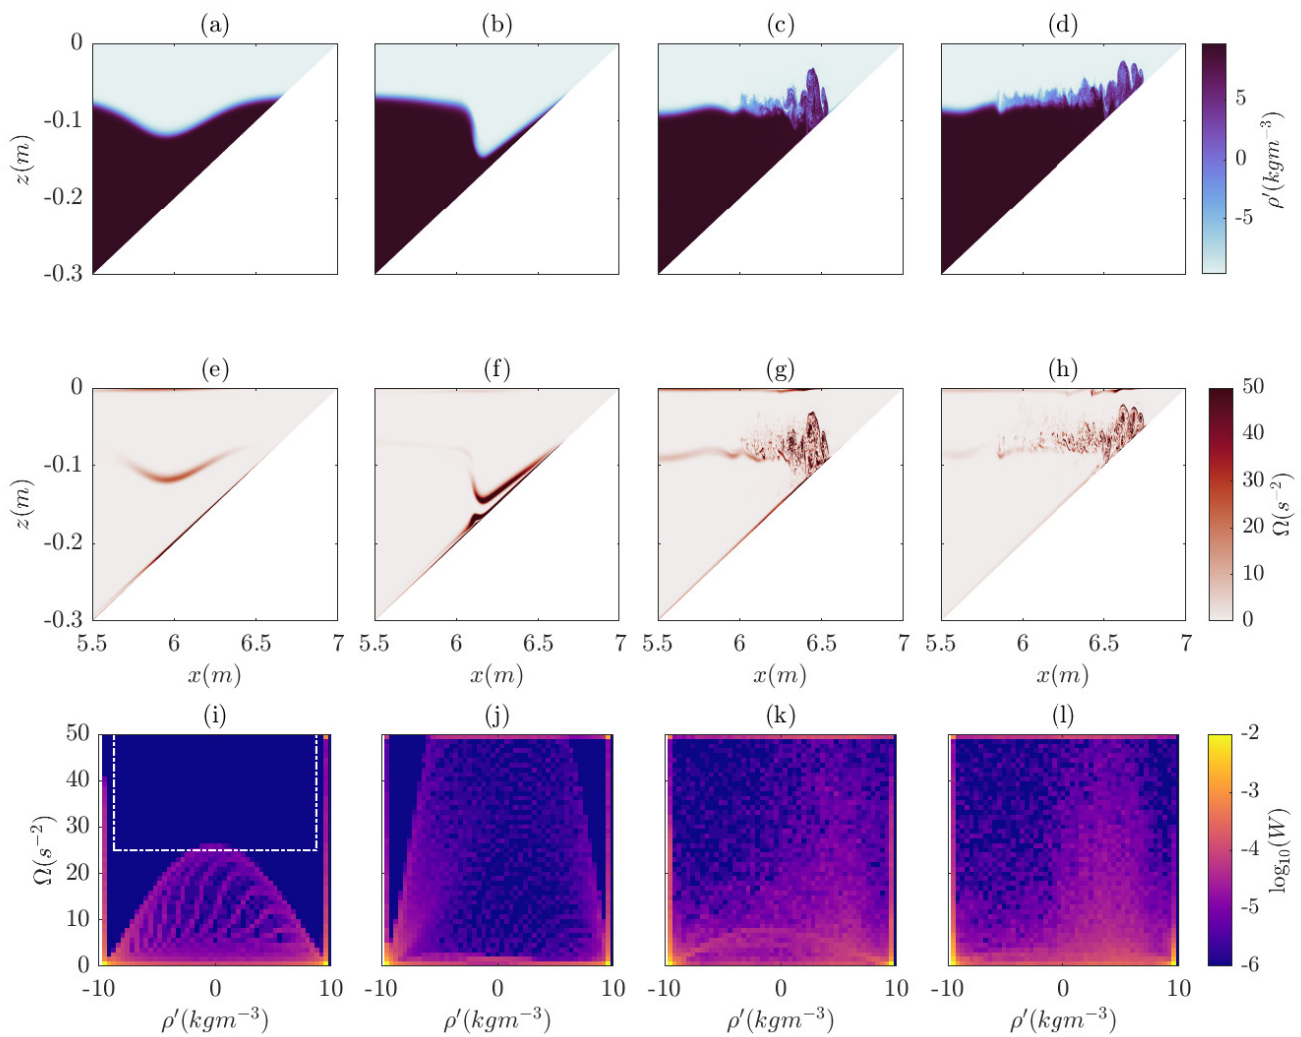 (a) (b) (c) (d)
0
-0.1
-0.2
-0.3
z(m)
5
0
-5
ρ′(kgm⁻³)
(e) (f) (g) (h)
0
-0.1
-0.2
-0.3
z(m)
50
40
30
20
10
0
Ω(s⁻²)
5.5 6 6.5 7 6 6.5 7 5.5 6 6.5 7 5.5 6 6.5 7
x(m) x(m) x(m) x(m)
(i) (j) (k) (l)
50
40
30
20
10
0
Ω(s⁻²)
-2
-3
-4
-5
-6
log₁₀(W)
-10 0 10 -10 0 10 -10 0 10 -10 0 10
ρ′(kgm⁻³) ρ′(kgm⁻³) ρ′(kgm⁻³) ρ′(kgm⁻³)